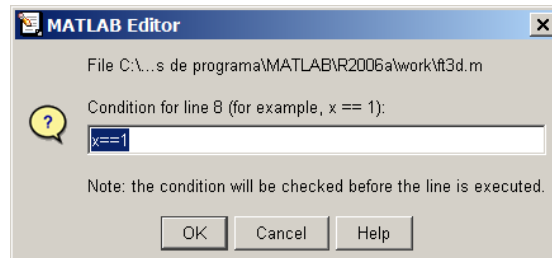 MATLAB Editor
File C:\...s de programa\MATLAB\R2006a\work\ft3d.m
Condition for line 8 (for example, x == 1):
x==1
Note: the condition will be checked before the line is executed.
OK Cancel Help